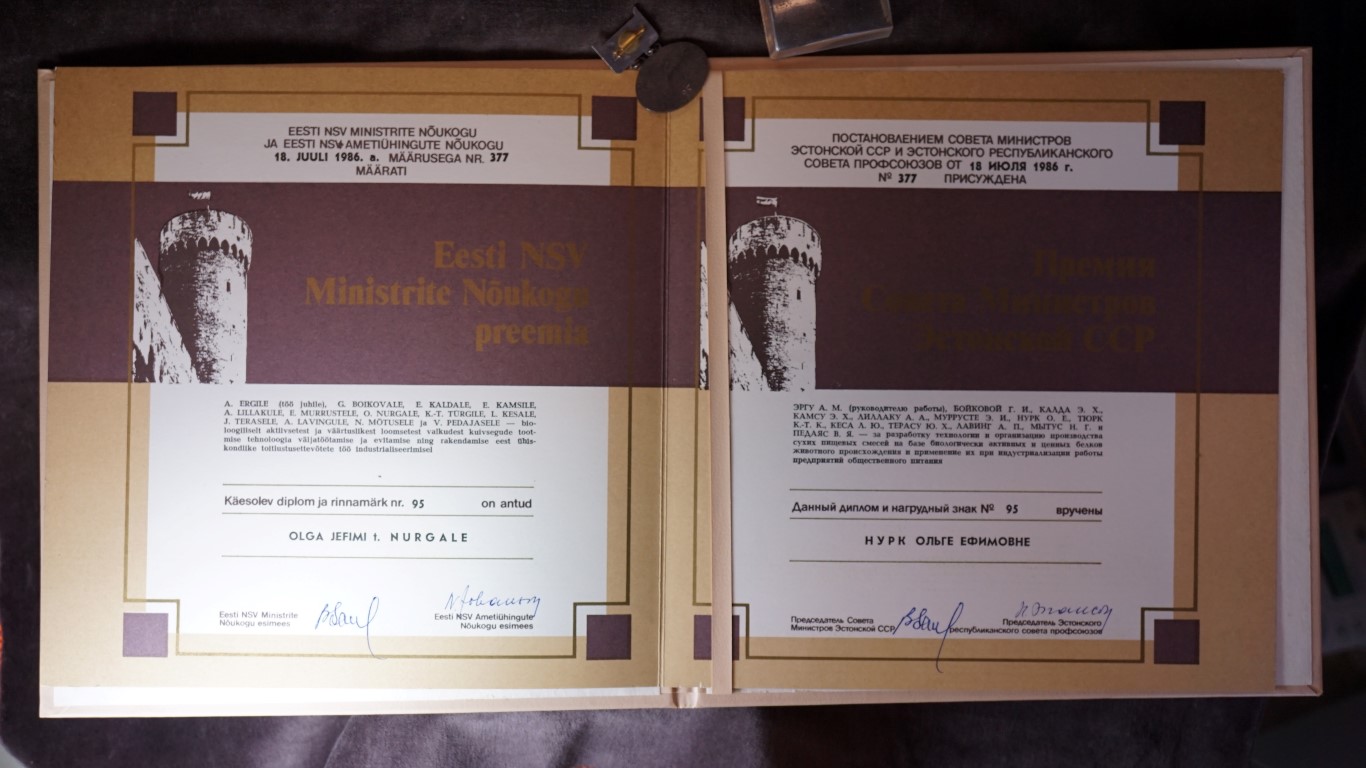 EESTI NSV MINISTRITE NÕUKOGU
JA EESTI NSV AMETIÜHINGUTE NÕUKOGU
18. JUULI 1986. a. MÄÄRUSEGA NR. 377
MÄÄRATI
Eesti NSV
Ministrite Nõukogu
preemia
A. ERGILE (töö juhile), G. BOIKOVALE, E. KALDALE, E. KAMSILE,
A. LILLAKULE, E. MURRUSTELE, O. NURGALE, K.-T. TÜRGILE, L. KESALE,
J. TERASELE, A. LAVINGULE, N. MÖTUSELE ja V. PEDAJASELE — bio-
loogiliselt aktiivsetest ja väärtuslikest loomsetest valkudest kuivsegude toot-
mise tehnoloogia väljatöötamise ja evitamise ning rakendamise eest ühis-
kondlike toitlustusettevõtete töö industrialiseerimisel
Käesolev diplom ja rinnamärk nr. 95 on antud
OLGA JEFIMI t. NURGALE
Eesti NSV Ministrite
Nõukogu esimees
Eesti NSV Ametiühingute
Nõukogu esimees
ПОСТАНОВЛЕНИЕМ СОВЕТА МИНИСТРОВ
ЭСТОНСКОЙ ССР И ЭСТОНСКОГО РЕСПУБЛИКАНСКОГО
СОВЕТА ПРОФСОЮЗОВ ОТ 18 ИЮЛЯ 1986 г.
№ 377 ПРИСУЖДЕНА
Премия
Совета Министров
Эстонской ССР
ЭРГУ А. М. (руководителю работы), БОЙКОВОЙ Г. И., КАЛДА Э. Х.,
КАМСУ Э. Х., ЛИЛЛАКУ А. А., МУРРУСТЕ Э. И., НУРК О. Е., ТЮРК
К.-Т. К., КЕСА Л. Ю., ТЕРАСУ Ю. Х., ЛАВИНГ А. П., МЫТУС Н. Г. и
ПЕДАЯС В. Я. — за разработку технологии и организацию производства
сухих пищевых смесей на базе биологически активных и ценных белков
животного происхождения и применение их при индустриализации работы
предприятий общественного питания
Данный диплом и нагрудный знак № 95 вручены
НУРК ОЛЬГЕ ЕФИМОВНЕ
Председатель Совета
Министров Эстонской ССР
Председатель Эстонского
республиканского совета профсоюзов